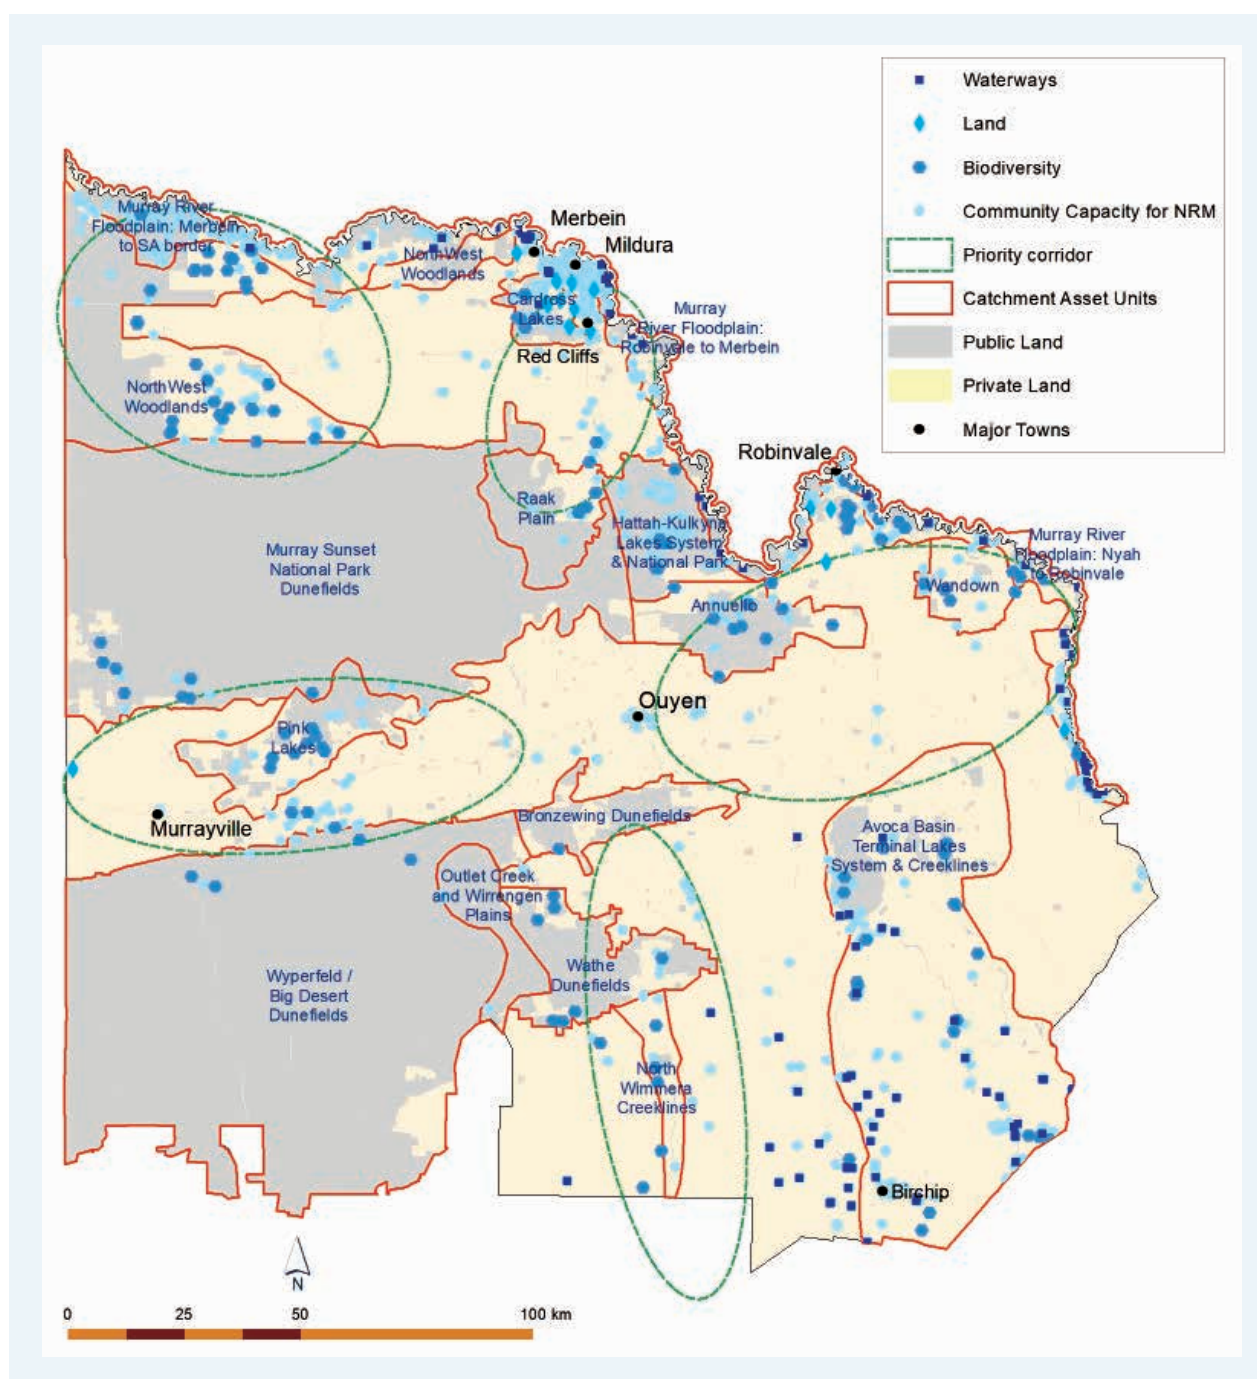 Waterways
Land
Biodiversity
Community Capacity for NRM
Priority corridor
Catchment Asset Units
Public Land
Private Land
Major Towns
Merbein
Mildura
Murray River
Floodplain: Merbein
to SA border
NorthWest
Woodlands
Cardross
Lakes
Murray
River Floodplain:
Robinvale to Merbein
Red Cliffs
NorthWest
Woodlands
Robinvale
Raak
Plain
Hattah-Kulkyne
Lakes System
& National Park
Murray River
Floodplain: Nyah
to Robinvale
Murray Sunset
National Park
Dunefields
Wandown
Annuello
Ouyen
Pink
Lakes
Murrayville
Bronzewing Dunefields
Avoca Basin
Terminal Lakes
System & Creeklines
Outlet Creek
and Wirrengen
Plains
Wathe
Dunefields
Wyperfeld /
Big Desert
Dunefields
North
Wimmera
Creeklines
Birchip
N
0 25 50 100 km